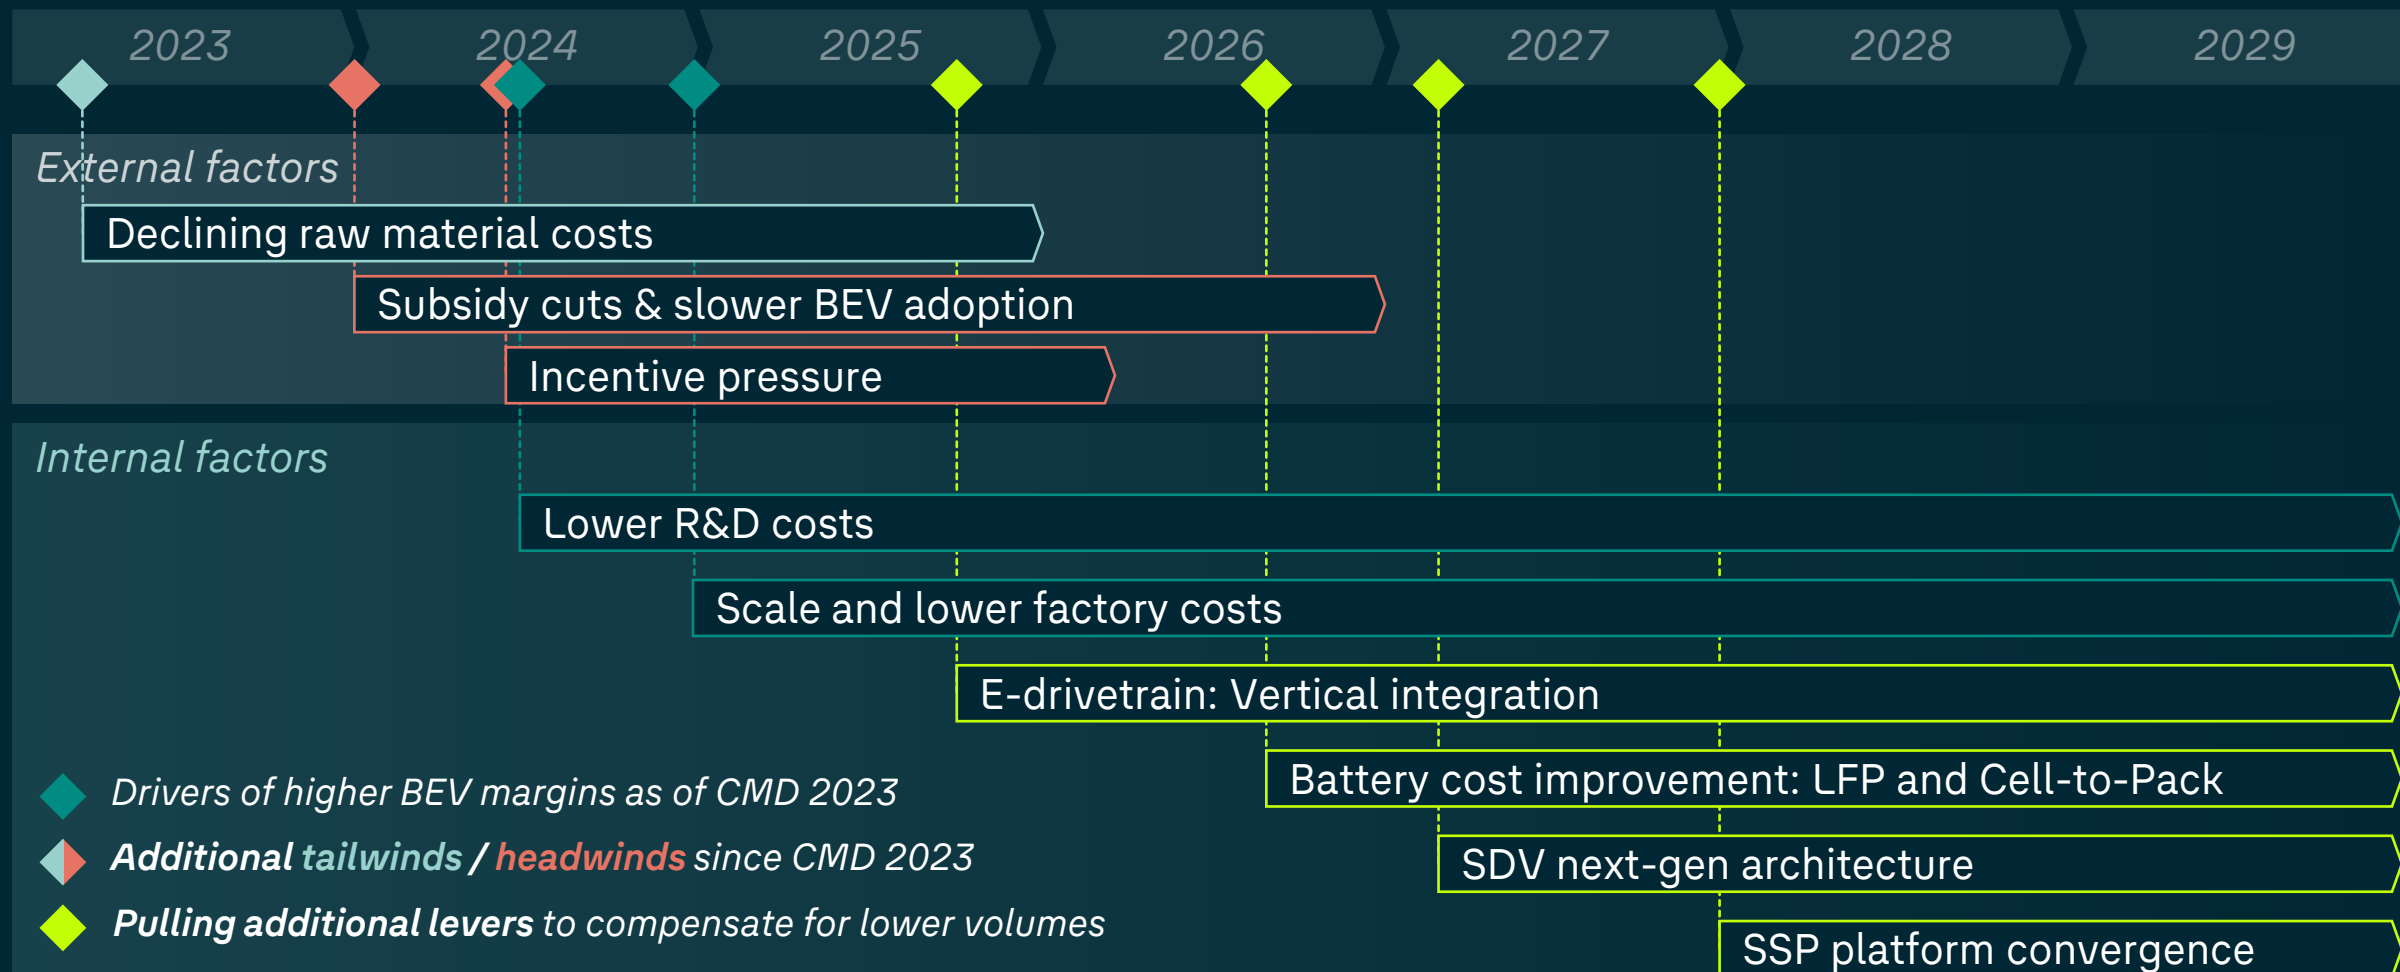 2023
2024
2025
2026
2027
2028
2029
External factors
Declining raw material costs
Subsidy cuts & slower BEV adoption
Incentive pressure
Internal factors
Lower R&D costs
Scale and lower factory costs
E-drivetrain: Vertical integration
Battery cost improvement: LFP and Cell-to-Pack
SDV next-gen architecture
SSP platform convergence
Drivers of higher BEV margins as of CMD 2023
Additional tailwinds / headwinds since CMD 2023
Pulling additional levers to compensate for lower volumes